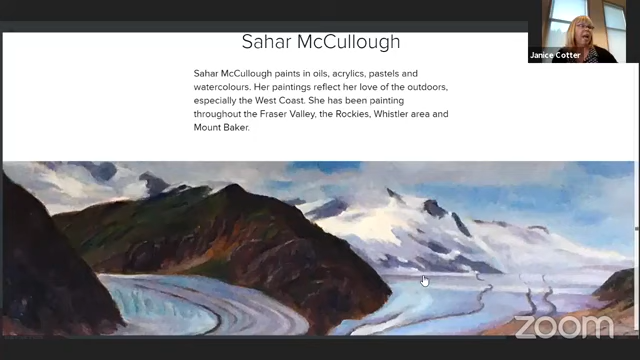 Sahar McCullough
Janice Cotter
Sahar McCullough paints in oils, acrylics, pastels and
watercolours. Her paintings reflect her love of the outdoors,
especially the West Coast. She has been painting
throughout the Fraser Valley, the Rockies, Whistler area and
Mount Baker.
zoom